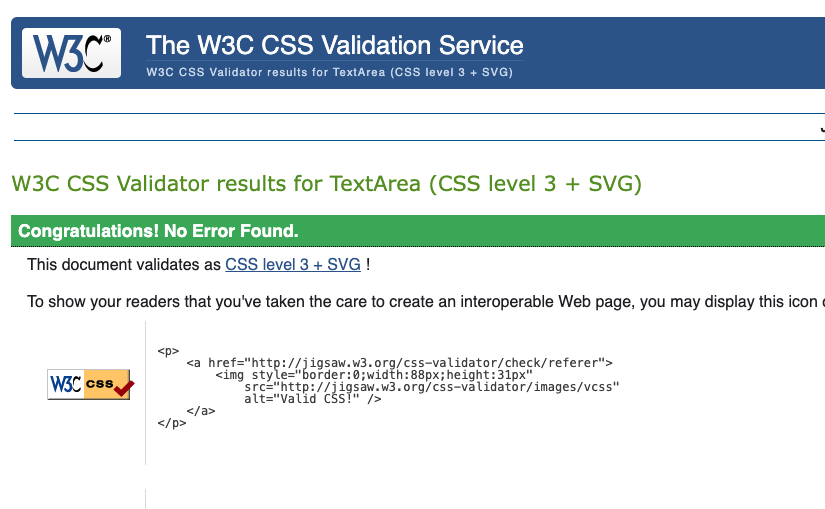 W3C®
The W3C CSS Validation Service
W3C CSS Validator results for TextArea (CSS level 3 + SVG)
W3C CSS Validator results for TextArea (CSS level 3 + SVG)
Congratulations! No Error Found.
This document validates as CSS level 3 + SVG !
To show your readers that you've taken the care to create an interoperable Web page, you may display this icon
W3C css
<p>
    <a href="http://jigsaw.w3.org/css-validator/check/referer">
        <img style="border:0;width:88px;height:31px"
            src="http://jigsaw.w3.org/css-validator/images/vcss"
            alt="Valid CSS!" />
    </a>
</p>